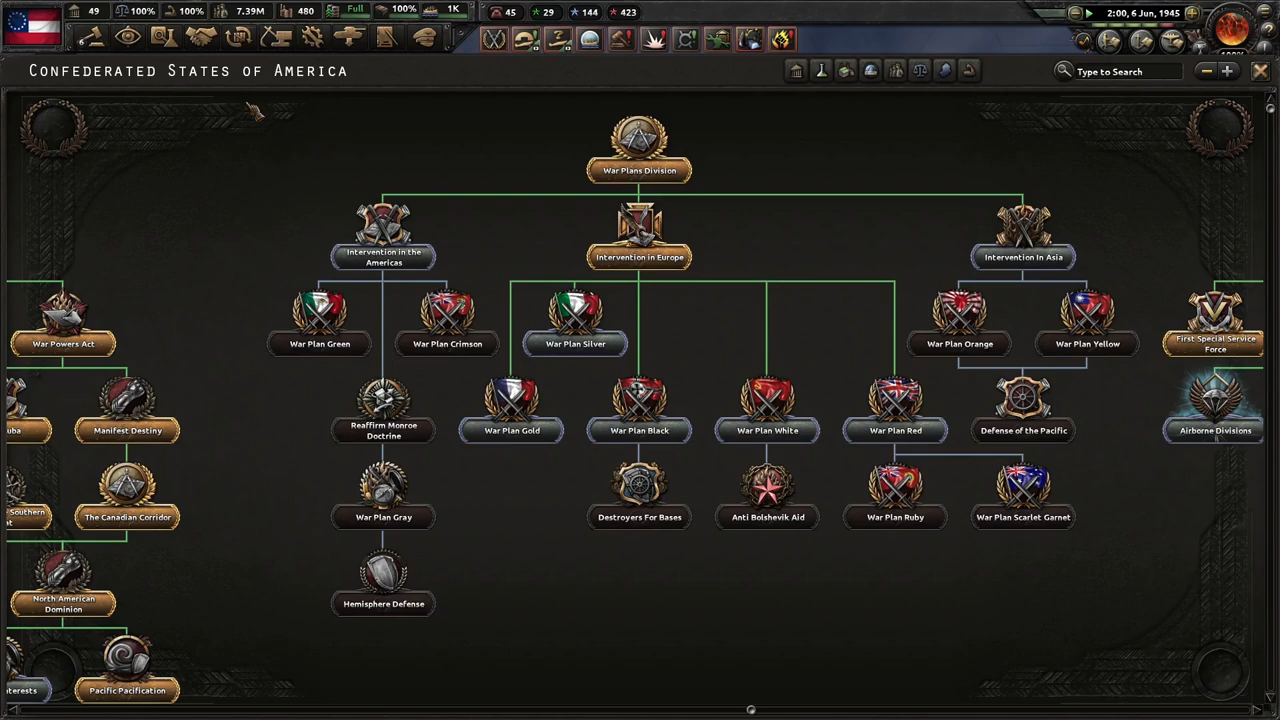 49 100% 100% 7.39M 480 Full 100% 1K 45 29 144 423 2:00, 6 Jun, 1945
100%
Confederated States of America
Type to Search
War Plans Division
Intervention in the
Americas
Intervention in Europe
Intervention In Asia
War Powers Act
War Plan Green
War Plan Crimson
War Plan Silver
War Plan Orange
War Plan Yellow
First Special Service
Force
uba
Manifest Destiny
Reaffirm Monroe
Doctrine
War Plan Gold
War Plan Black
War Plan White
War Plan Red
Defense of the Pacific
Airborne Divisions
Southern
t
The Canadian Corridor
War Plan Gray
Destroyers For Bases
Anti Bolshevik Aid
War Plan Ruby
War Plan Scarlet Garnet
North American
Dominion
Hemisphere Defense
nterests
Pacific Pacification